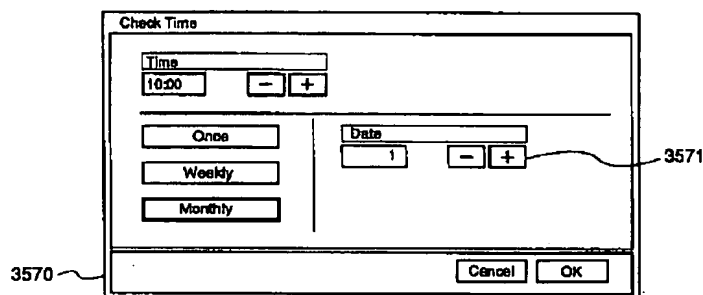 Check Time
Time
10:00 − +
Once
Weekly
Monthly
Date
1 − +
3571
3570
Cancel OK